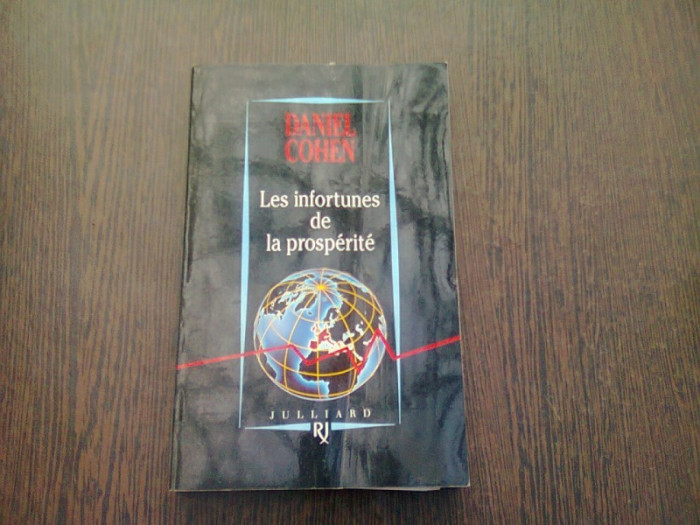 DANIEL
COHEN
Les infortunes
de
la prospérité
JULLIARD
RJ